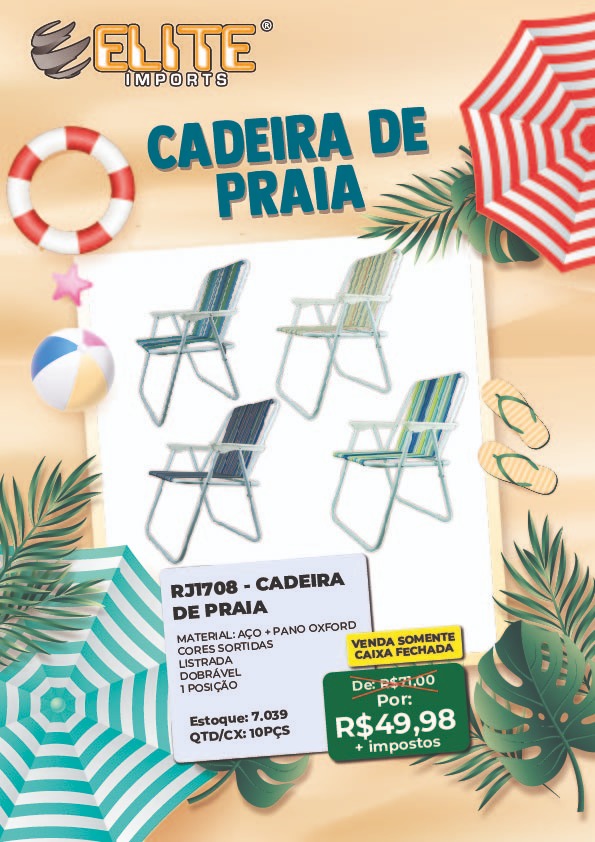 ELITE®
IMPORTS
CADEIRA DE
PRAIA
RJ1708 - CADEIRA
DE PRAIA
MATERIAL: AÇO + PANO OXFORD
CORES SORTIDAS
LISTRADA
DOBRÁVEL
1 POSIÇÃO
Estoque: 7.039
QTD/CX: 10PÇS
VENDA SOMENTE
CAIXA FECHADA
De: R$71,00
Por:
R$49,98
+ impostos